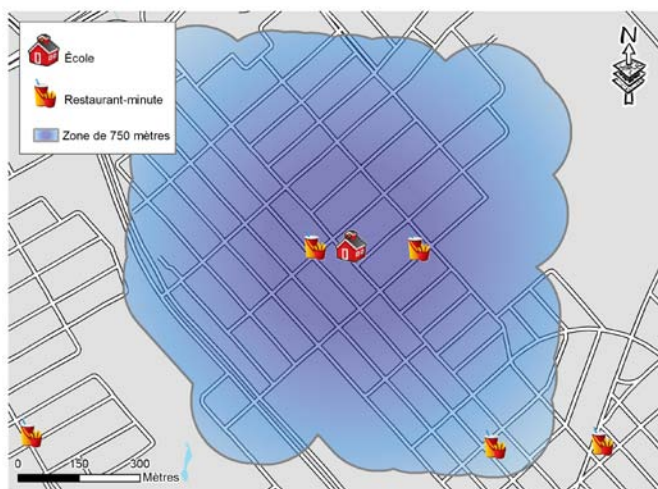 École
Restaurant-minute
Zone de 750 mètres
N
0 150 300
Mètres